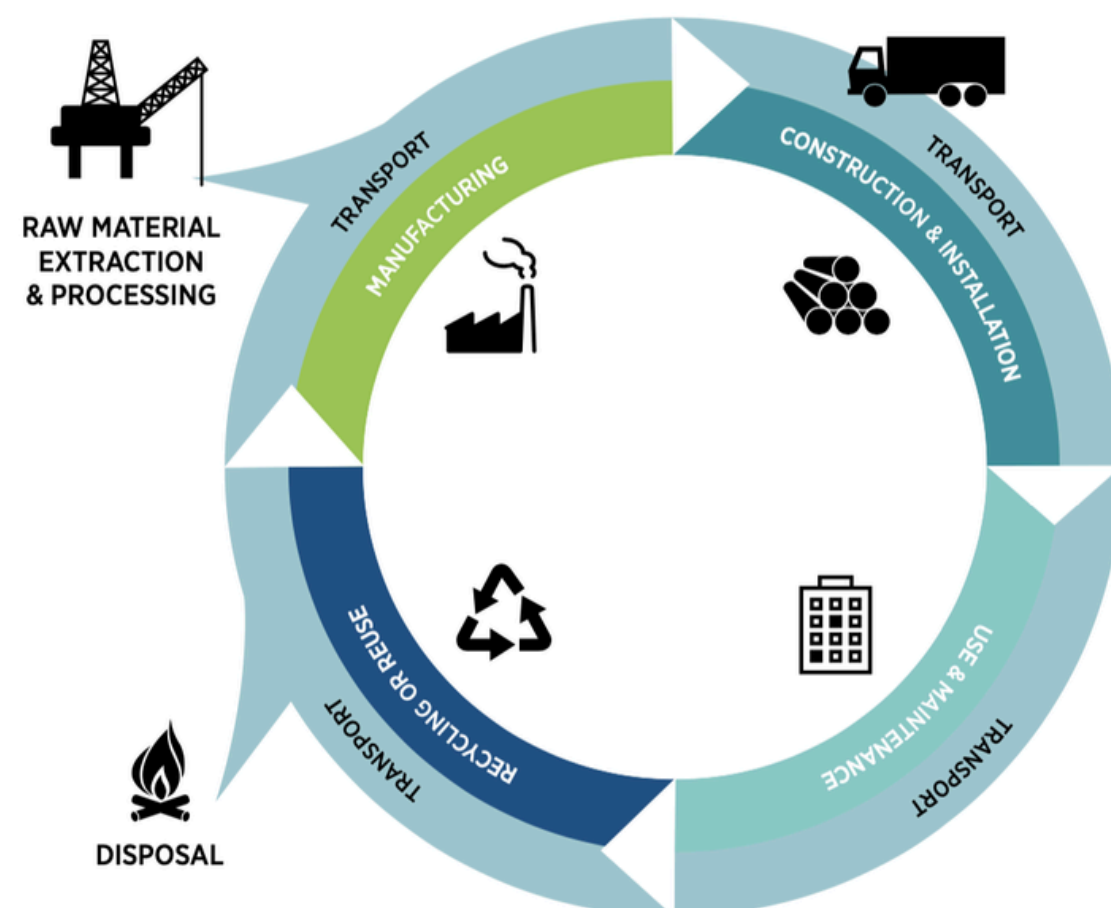 RAW MATERIAL
EXTRACTION
& PROCESSING
TRANSPORT
MANUFACTURING
CONSTRUCTION & INSTALLATION
TRANSPORT
USE & MAINTENANCE
TRANSPORT
RECYCLING OR REUSE
TRANSPORT
DISPOSAL